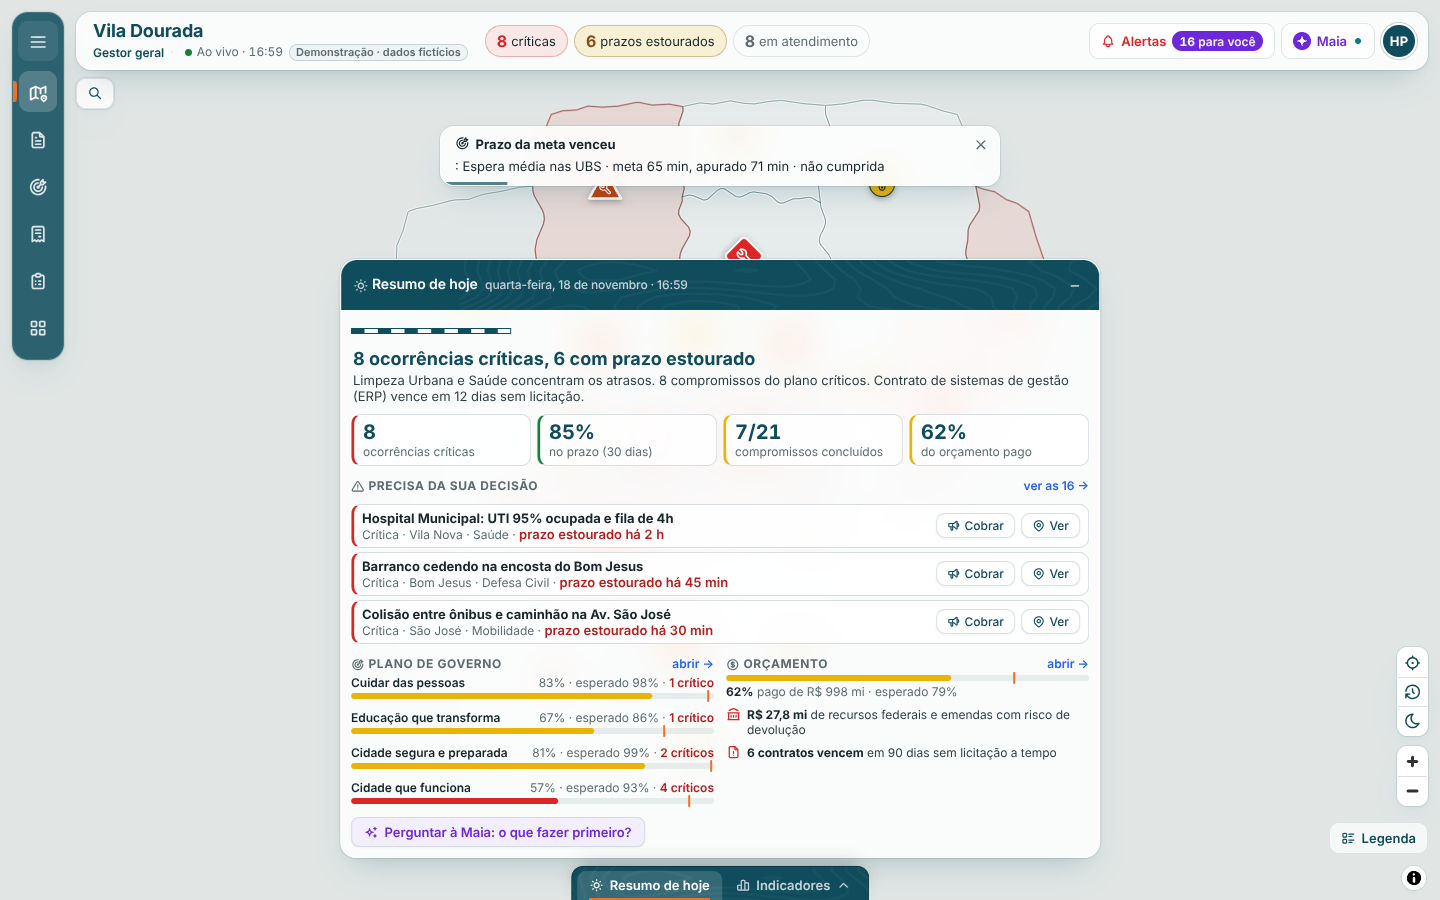 Vila Dourada
Gestor geral · Ao vivo · 16:59 Demonstração · dados fictícios
8 críticas
6 prazos estourados
8 em atendimento
Alertas 16 para você
Maia
HP
Prazo da meta venceu
: Espera média nas UBS · meta 65 min, apurado 71 min · não cumprida
Resumo de hoje quarta-feira, 18 de novembro · 16:59
8 ocorrências críticas, 6 com prazo estourado
Limpeza Urbana e Saúde concentram os atrasos. 8 compromissos do plano críticos. Contrato de sistemas de gestão
(ERP) vence em 12 dias sem licitação.
8
ocorrências críticas
85%
no prazo (30 dias)
7/21
compromissos concluídos
62%
do orçamento pago
PRECISA DA SUA DECISÃO
ver as 16 →
Hospital Municipal: UTI 95% ocupada e fila de 4h
Crítica · Vila Nova · Saúde · prazo estourado há 2 h
Cobrar
Ver
Barranco cedendo na encosta do Bom Jesus
Crítica · Bom Jesus · Defesa Civil · prazo estourado há 45 min
Cobrar
Ver
Colisão entre ônibus e caminhão na Av. São José
Crítica · São José · Mobilidade · prazo estourado há 30 min
Cobrar
Ver
PLANO DE GOVERNO
abrir →
Cuidar das pessoas 83% · esperado 98% · 1 crítico
Educação que transforma 67% · esperado 86% · 1 crítico
Cidade segura e preparada 81% · esperado 99% · 2 críticos
Cidade que funciona 57% · esperado 93% · 4 críticos
ORÇAMENTO
abrir →
62% pago de R$ 998 mi · esperado 79%
R$ 27,8 mi de recursos federais e emendas com risco de
devolução
6 contratos vencem em 90 dias sem licitação a tempo
Perguntar à Maia: o que fazer primeiro?
Legenda
Resumo de hoje
Indicadores